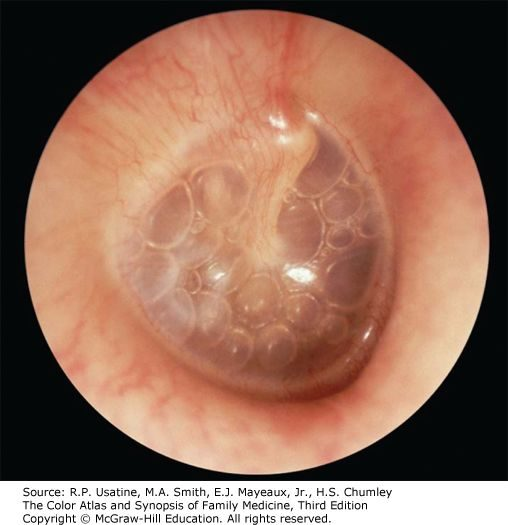 Source: R.P. Usatine, M.A. Smith, E.J. Mayeaux, Jr., H.S. Chumley
The Color Atlas and Synopsis of Family Medicine, Third Edition
Copyright © McGraw-Hill Education. All rights reserved.